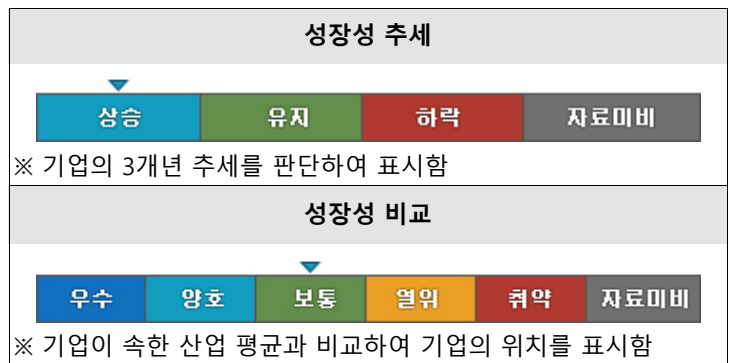 성장성 추세
상승 유지 하락 자료미비
※ 기업의 3개년 추세를 판단하여 표시함
성장성 비교
우수 양호 보통 열위 취약 자료미비
※ 기업이 속한 산업 평균과 비교하여 기업의 위치를 표시함